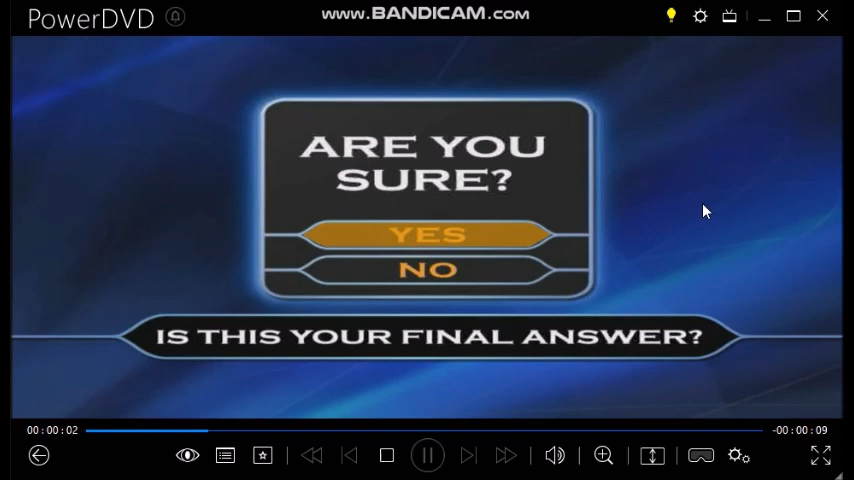 PowerDVD
www.BANDICAM.com
ARE YOU
SURE?
YES
NO
IS THIS YOUR FINAL ANSWER?
00:00:02
-00:00:09